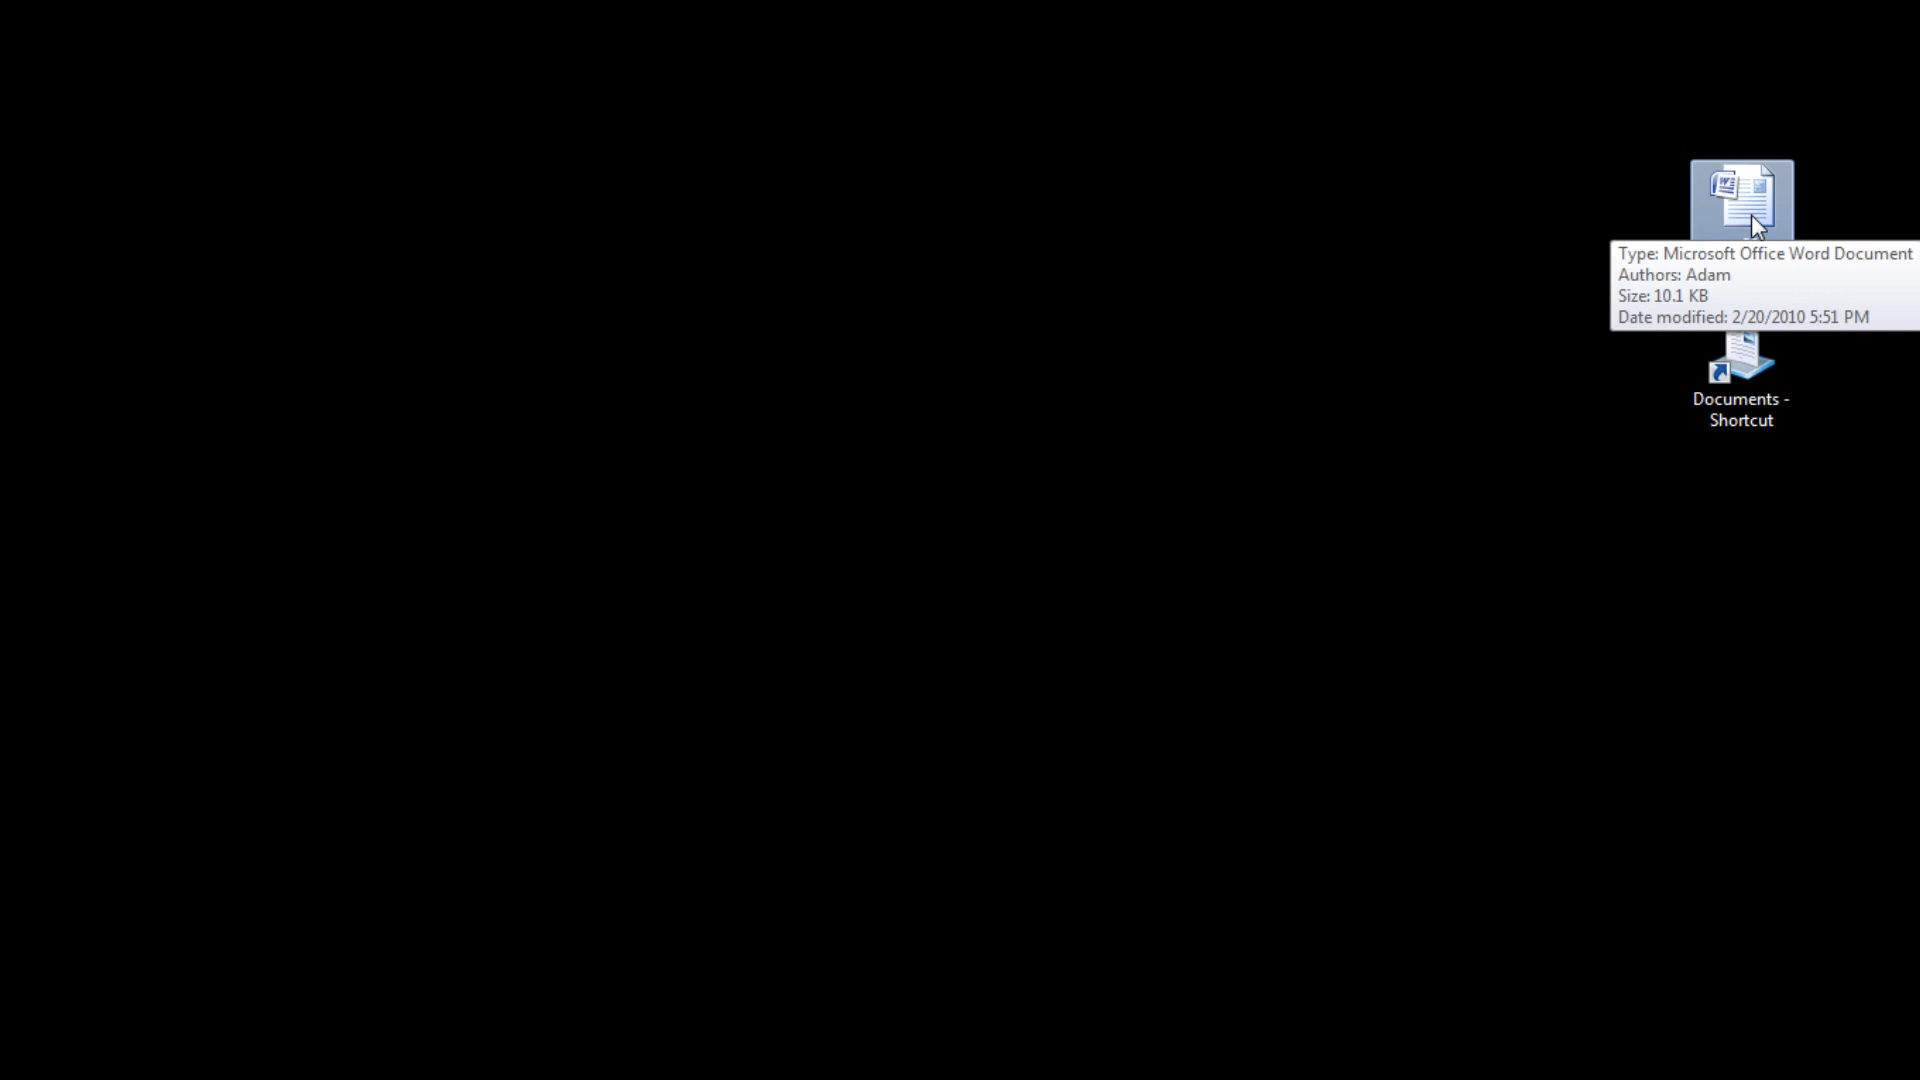 Type: Microsoft Office Word Document
Authors: Adam
Size: 10.1 KB
Date modified: 2/20/2010 5:51 PM
Documents -
Shortcut